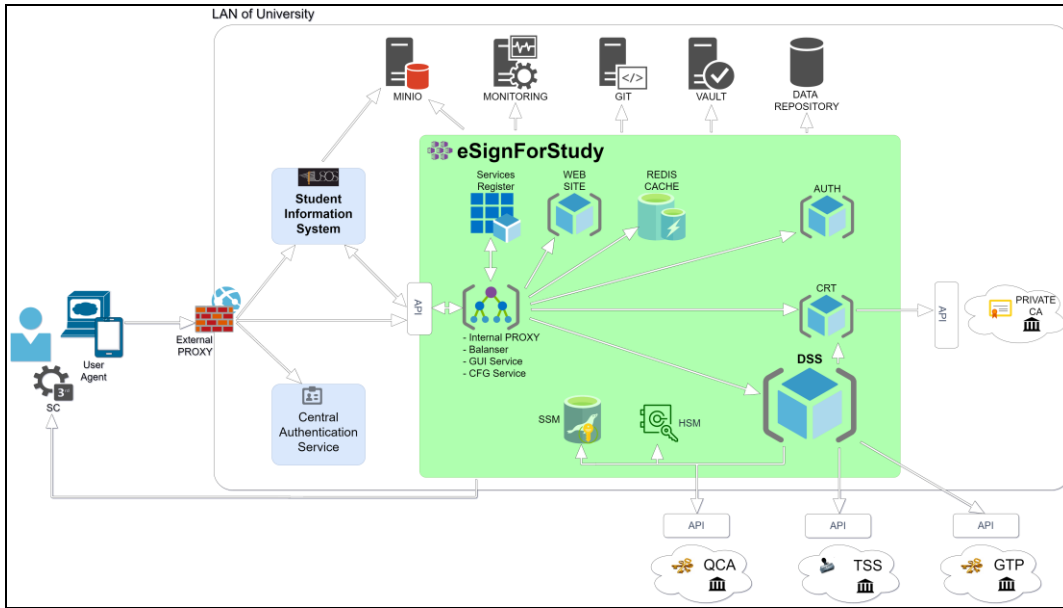 LAN of University
MINIO
MONITORING
GIT
VAULT
DATA
REPOSITORY
eSignForStudy
USOS
Student
Information
System
Services
Register
WEB
SITE
REDIS
CACHE
AUTH
API
CRT
API
PRIVATE
CA
External
PROXY
User
Agent
3
SC
- Internal PROXY
- Balanser
- GUI Service
- CFG Service
DSS
Central
Authentication
Service
SSM
HSM
API
API
API
QCA
TSS
GTP